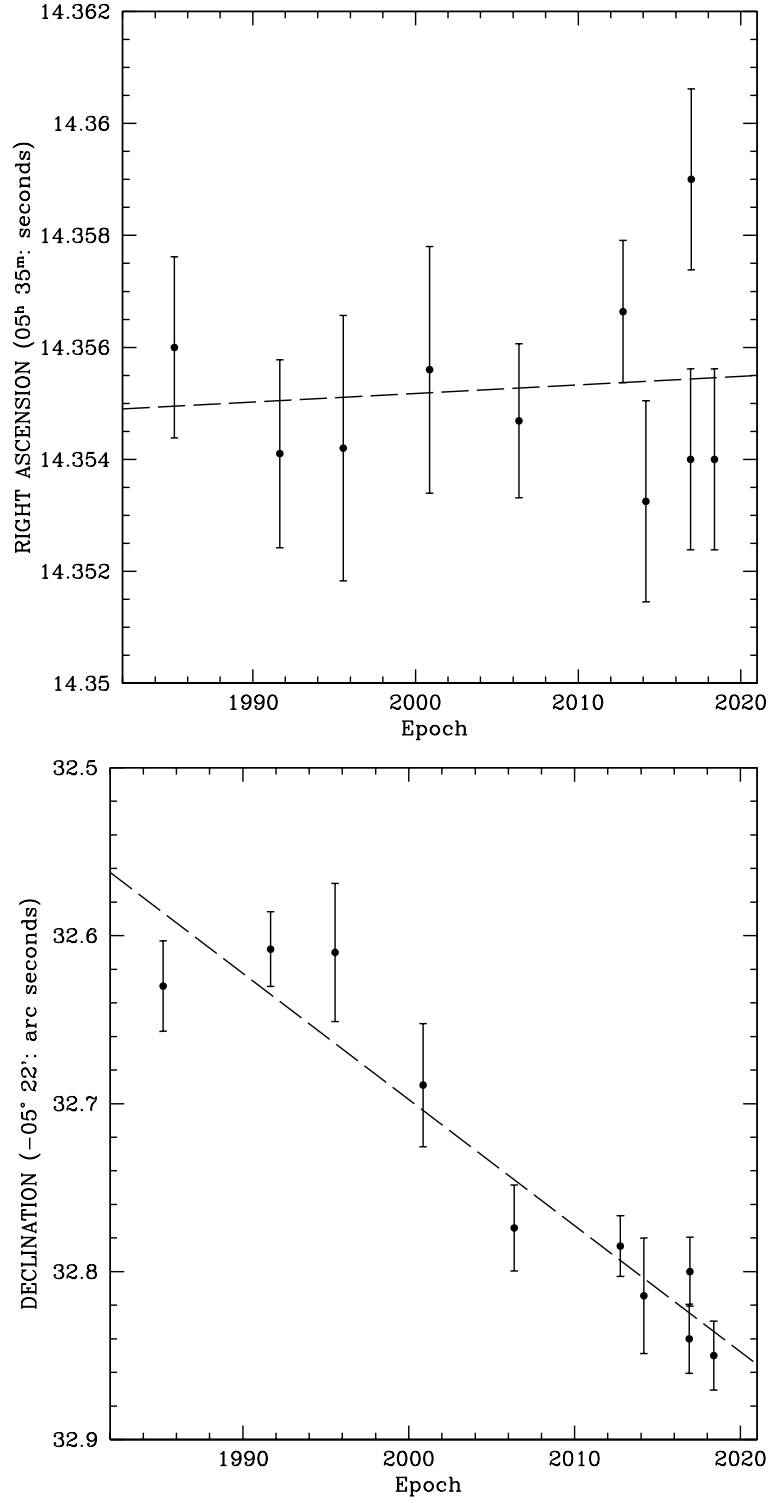 14.362
14.36
14.358
14.356
14.354
14.352
14.35
RIGHT ASCENSION (05ʰ 35ᵐ: seconds)
1990 2000 2010 2020
Epoch
32.5
32.6
32.7
32.8
32.9
DECLINATION (−05° 22': arc seconds)
1990 2000 2010 2020
Epoch